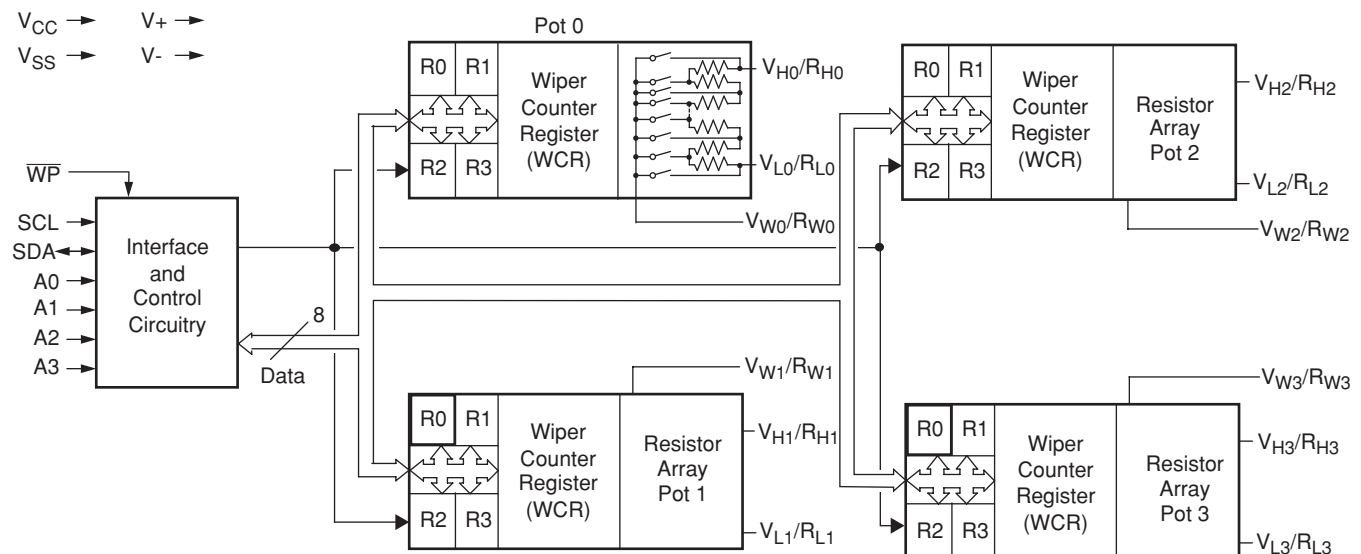 V_CC V+
V_SS V-
Pot 0
R0 R1
R2 R3
Wiper
Counter
Register
(WCR)
V_H0/R_H0
V_L0/R_L0
V_W0/R_W0
R0 R1
R2 R3
Wiper
Counter
Register
(WCR)
Resistor
Array
Pot 2
V_H2/R_H2
V_L2/R_L2
V_W2/R_W2
WP
SCL
SDA
A0
A1
A2
A3
Interface
and
Control
Circuitry
8
Data
V_W1/R_W1
R0 R1
R2 R3
Wiper
Counter
Register
(WCR)
Resistor
Array
Pot 1
V_H1/R_H1
V_L1/R_L1
V_W3/R_W3
R0 R1
R2 R3
Wiper
Counter
Register
(WCR)
Resistor
Array
Pot 3
V_H3/R_H3
V_L3/R_L3